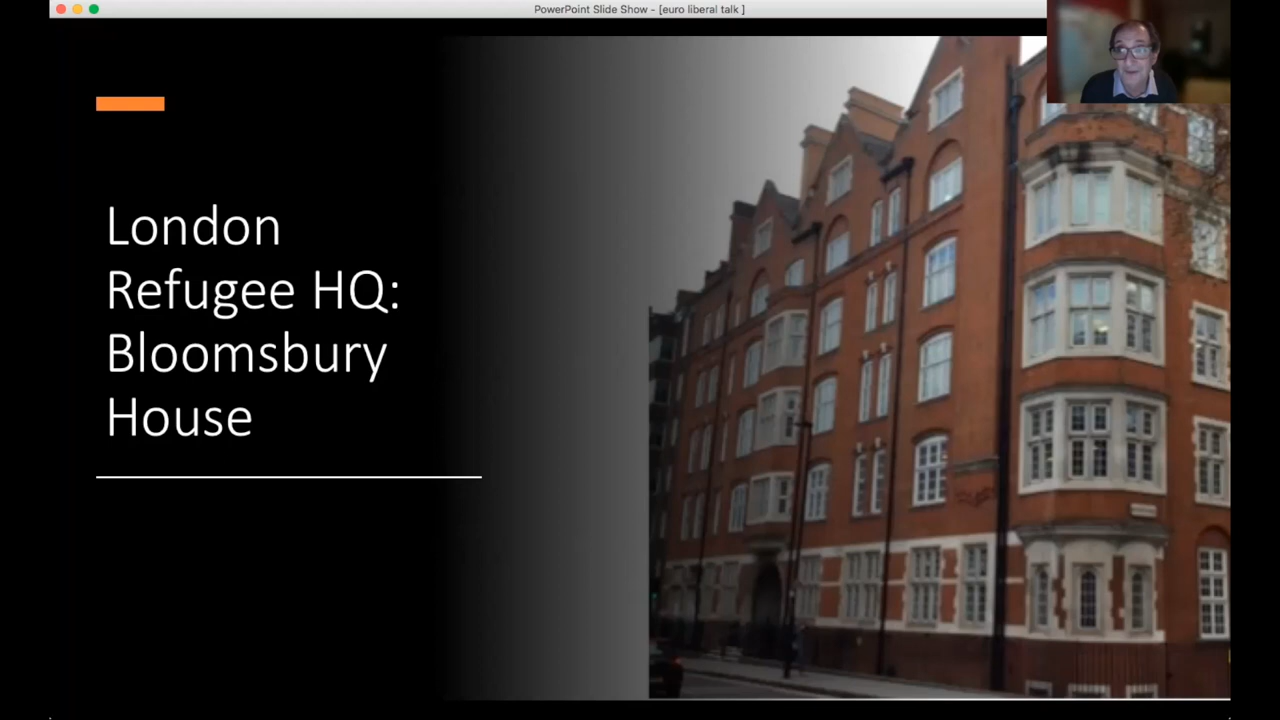 PowerPoint Slide Show - [euro liberal talk ]
London
Refugee HQ:
Bloomsbury
House